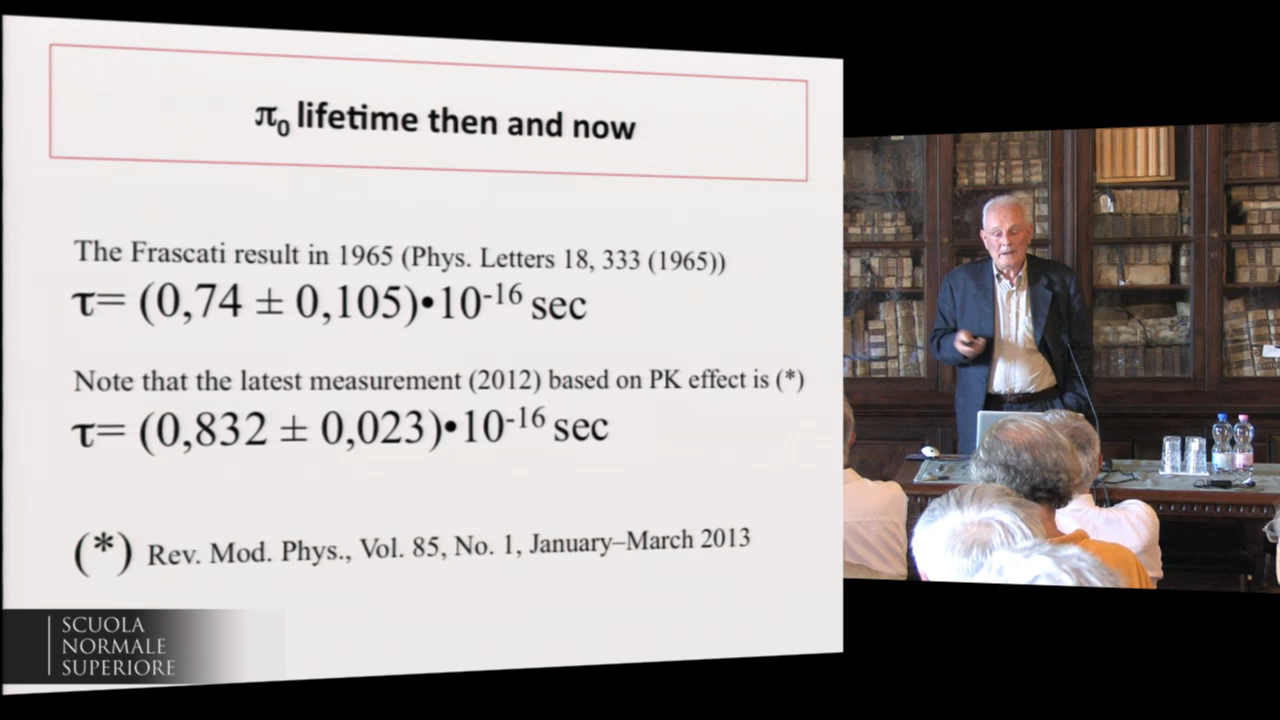 π₀ lifetime then and now
The Frascati result in 1965 (Phys. Letters 18, 333 (1965))
τ= (0,74 ± 0,105)•10⁻¹⁶ sec
Note that the latest measurement (2012) based on PK effect is (*)
τ= (0,832 ± 0,023)•10⁻¹⁶ sec
(*) Rev. Mod. Phys., Vol. 85, No. 1, January–March 2013
SCUOLA
NORMALE
SUPERIORE